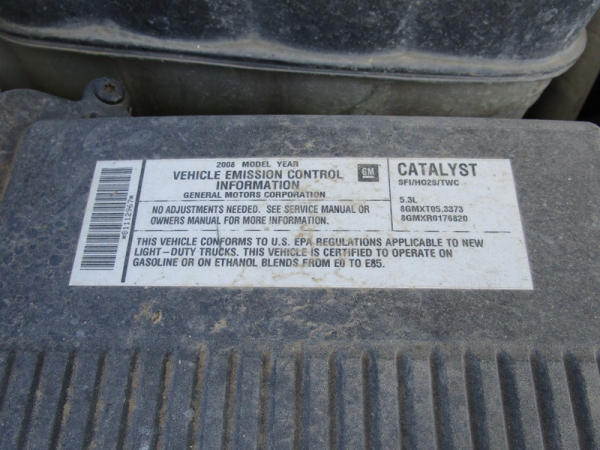 2008 MODEL YEAR
VEHICLE EMISSION CONTROL
INFORMATION
GENERAL MOTORS CORPORATION
GM
CATALYST
SFI/HO2S/TWC
NO ADJUSTMENTS NEEDED. SEE SERVICE MANUAL OR
OWNERS MANUAL FOR MORE INFORMATION.
5.3L
8GMXT05.3373
8GMXR0176820
THIS VEHICLE CONFORMS TO U.S. EPA REGULATIONS APPLICABLE TO NEW
LIGHT-DUTY TRUCKS. THIS VEHICLE IS CERTIFIED TO OPERATE ON
GASOLINE OR ON ETHANOL BLENDS FROM E0 TO E85.